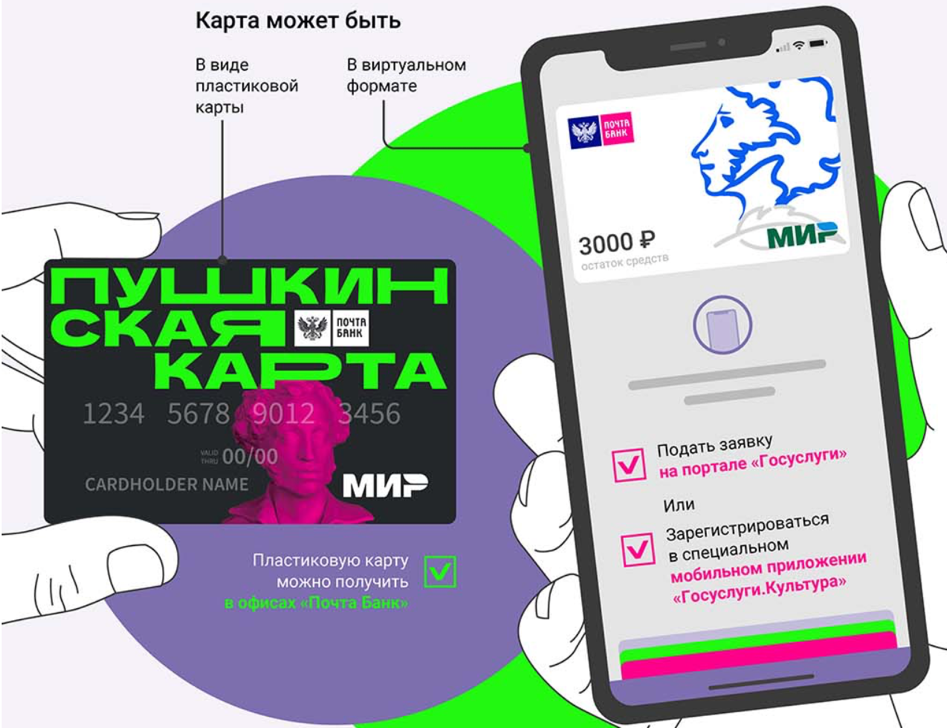 Карта может быть
В виде
пластиковой
карты
В виртуальном
формате
ПУШКИН
СКАЯ
ПОЧТА
БАНК
КАРТА
1234 5678 9012 3456
VALID
THRU
00/00
CARDHOLDER NAME
МИР
Пластиковую карту
можно получить
в офисах «Почта Банк»
ПОЧТА
БАНК
3000 ₽
остаток средств
МИР
Подать заявку
на портале «Госуслуги»
Или
Зарегистрироваться
в специальном
мобильном приложении
«Госуслуги.Культура»